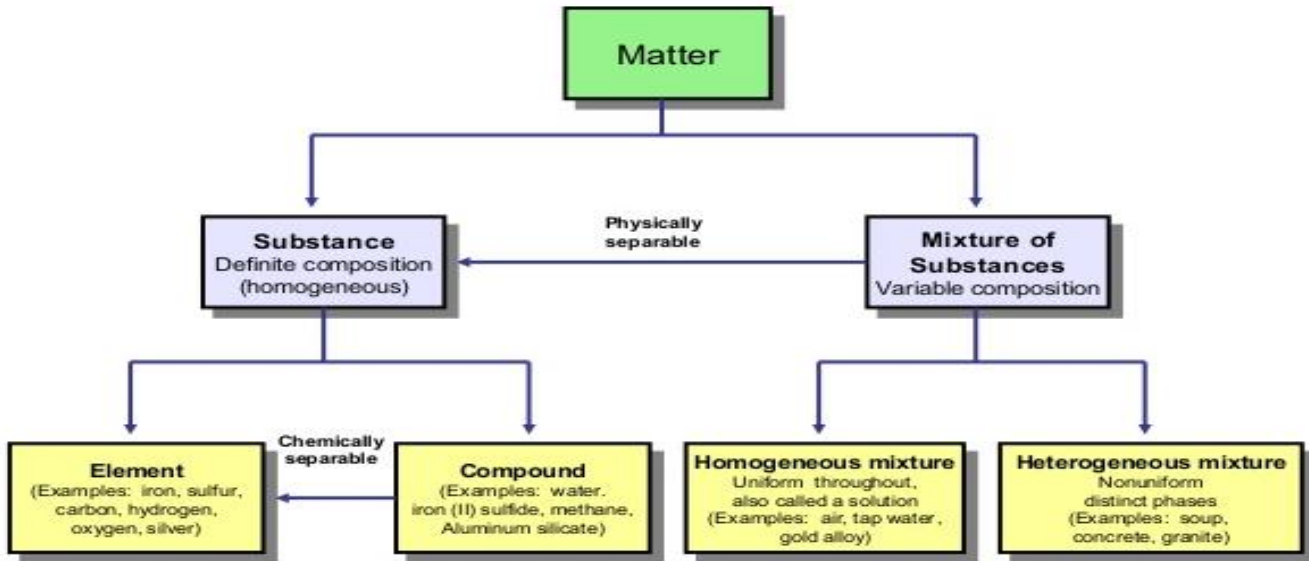 Matter
Physically
separable
Substance
Definite composition
(homogeneous)
Mixture of
Substances
Variable composition
Chemically
separable
Element
(Examples: iron, sulfur,
carbon, hydrogen,
oxygen, silver)
Compound
(Examples: water.
iron (II) sulfide, methane,
Aluminum silicate)
Homogeneous mixture
Uniform throughout,
also called a solution
(Examples: air, tap water,
gold alloy)
Heterogeneous mixture
Nonuniform
distinct phases
(Examples: soup,
concrete, granite)